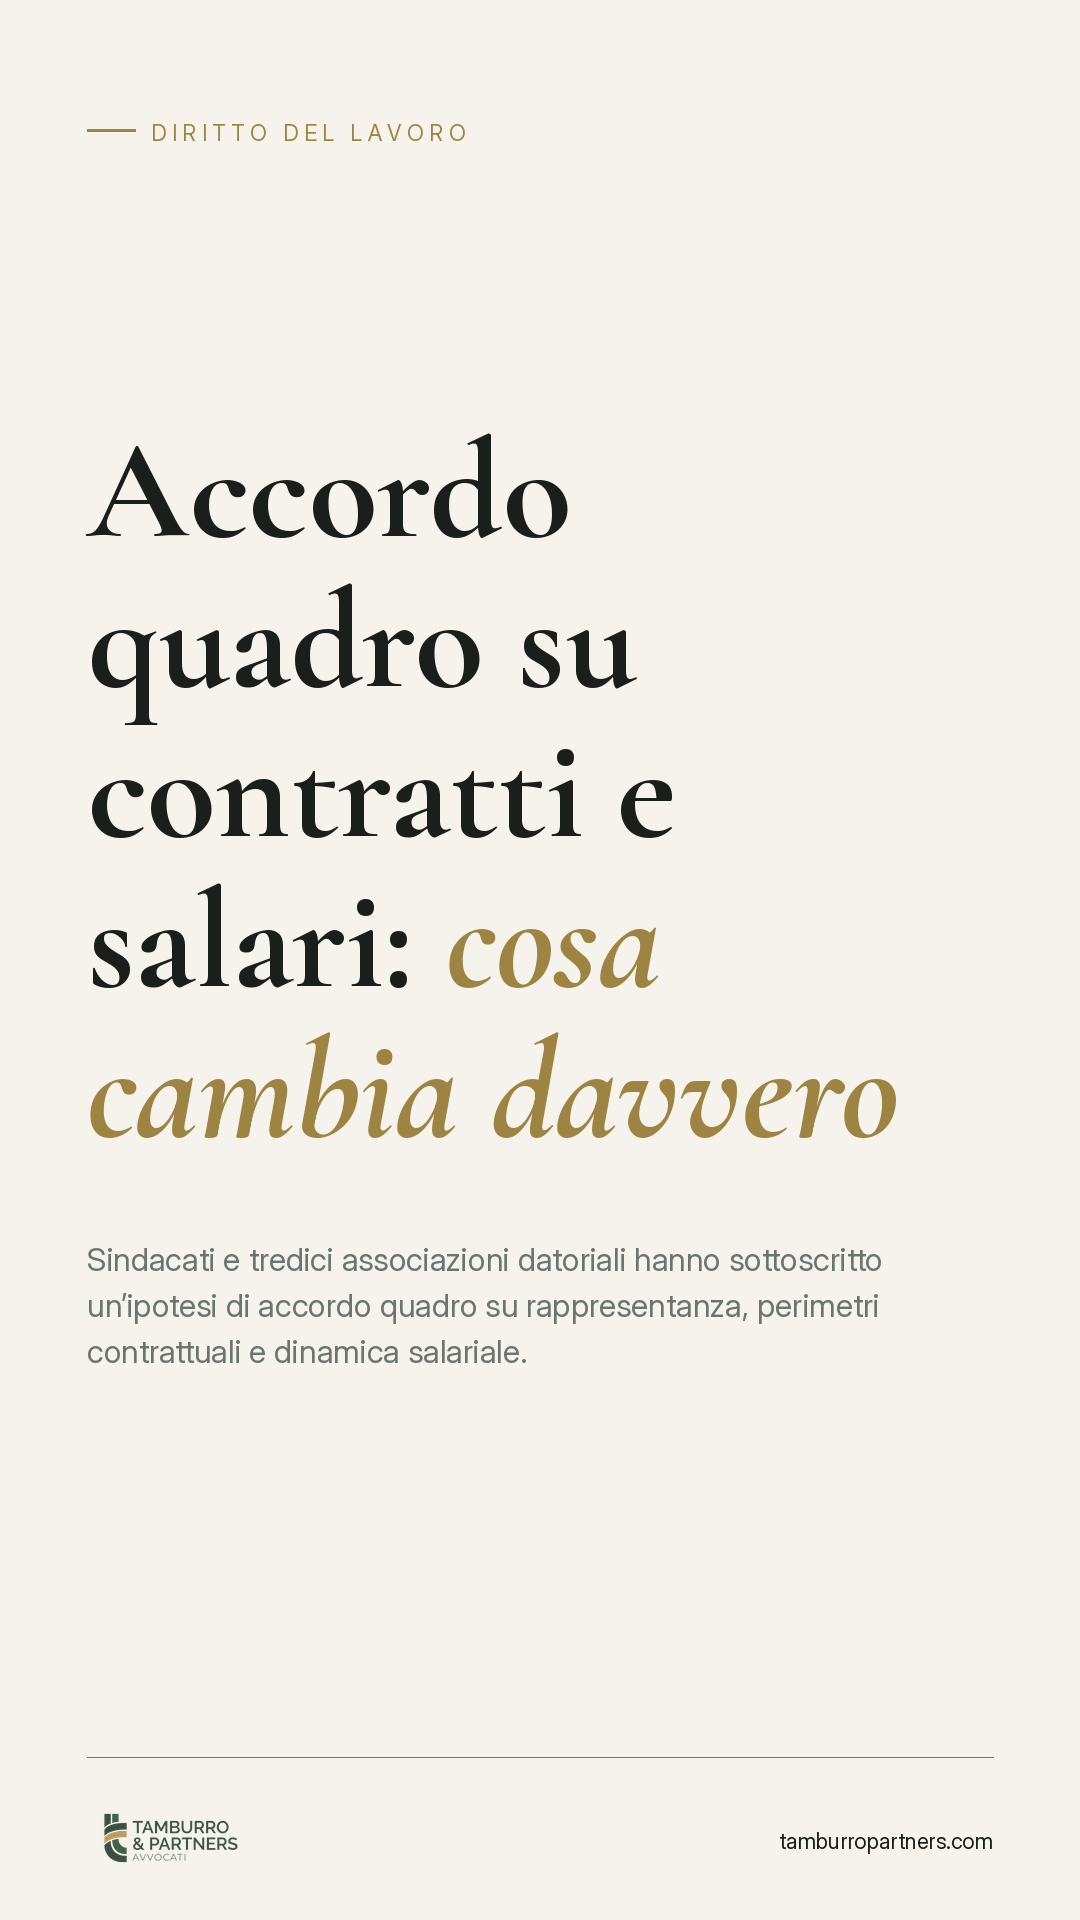 DIRITTO DEL LAVORO
Accordo
quadro su
contratti e
salari: cosa
cambia davvero
Sindacati e tredici associazioni datoriali hanno sottoscritto
un’ipotesi di accordo quadro su rappresentanza, perimetri
contrattuali e dinamica salariale.
TAMBURRO
& PARTNERS
AVVOCATI
tamburropartners.com